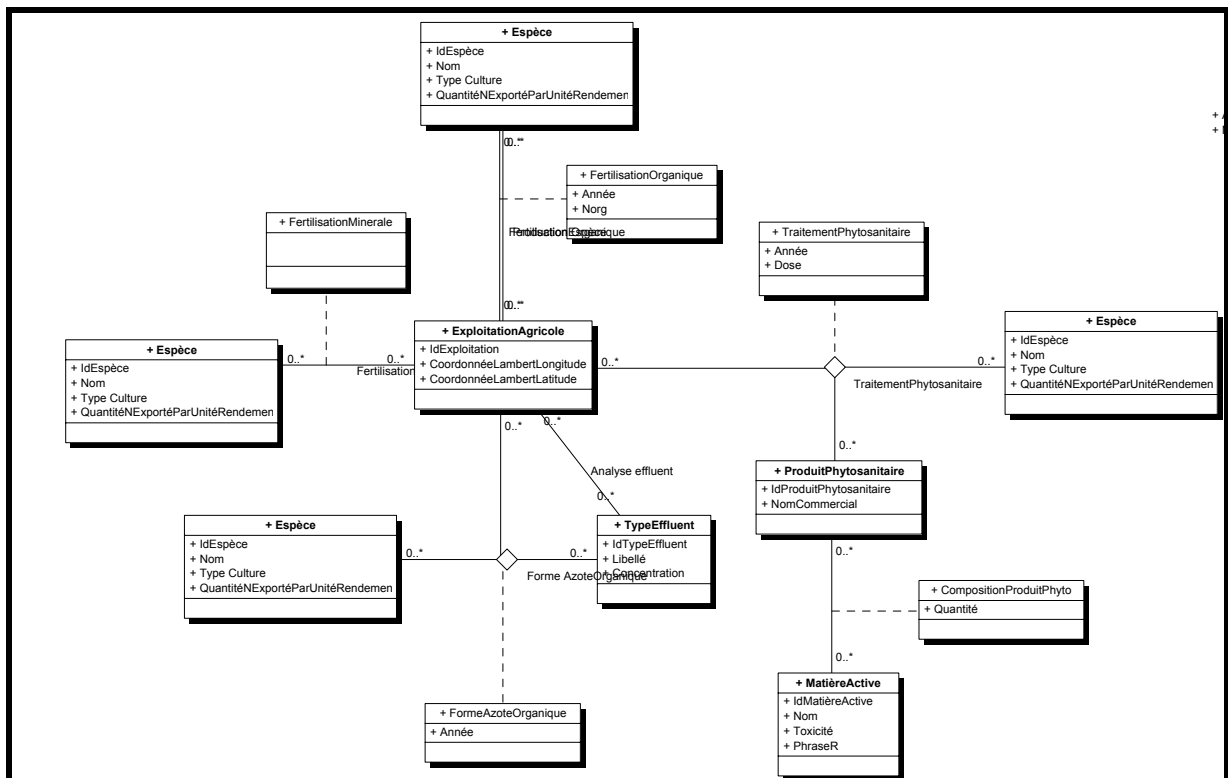 + Espèce
+ IdEspèce
+ Nom
+ Type Culture
+ QuantitéNExportéParUnitéRendemen
0..*
+ FertilisationOrganique
+ Année
+ Norg
+ FertilisationMinerale
+ TraitementPhytosanitaire
+ Année
+ Dose
0..*
+ ExploitationAgricole
+ IdExploitation
+ CoordonnéeLambertLongitude
+ CoordonnéeLambertLatitude
+ Espèce
+ IdEspèce
+ Nom
+ Type Culture
+ QuantitéNExportéParUnitéRendemen
0..*
0..*
Fertilisation
0..*
0..*
TraitementPhytosanitaire
+ Espèce
+ IdEspèce
+ Nom
+ Type Culture
+ QuantitéNExportéParUnitéRendemen
0..*
0..*
0..*
Analyse effluent
0..*
+ ProduitPhytosanitaire
+ IdProduitPhytosanitaire
+ NomCommercial
+ Espèce
+ IdEspèce
+ Nom
+ Type Culture
+ QuantitéNExportéParUnitéRendemen
0..*
0..*
Forme AzoteOrganique
+ TypeEffluent
+ IdTypeEffluent
+ Libellé
+ Concentration
0..*
+ CompositionProduitPhyto
+ Quantité
0..*
+ FormeAzoteOrganique
+ Année
+ MatièreActive
+ IdMatièreActive
+ Nom
+ Toxicité
+ PhraseR